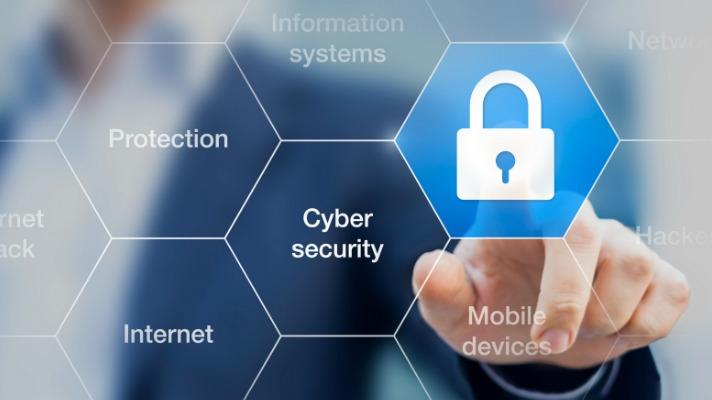 Information
systems
Protection
Cyber
security
Internet
Mobile
devices